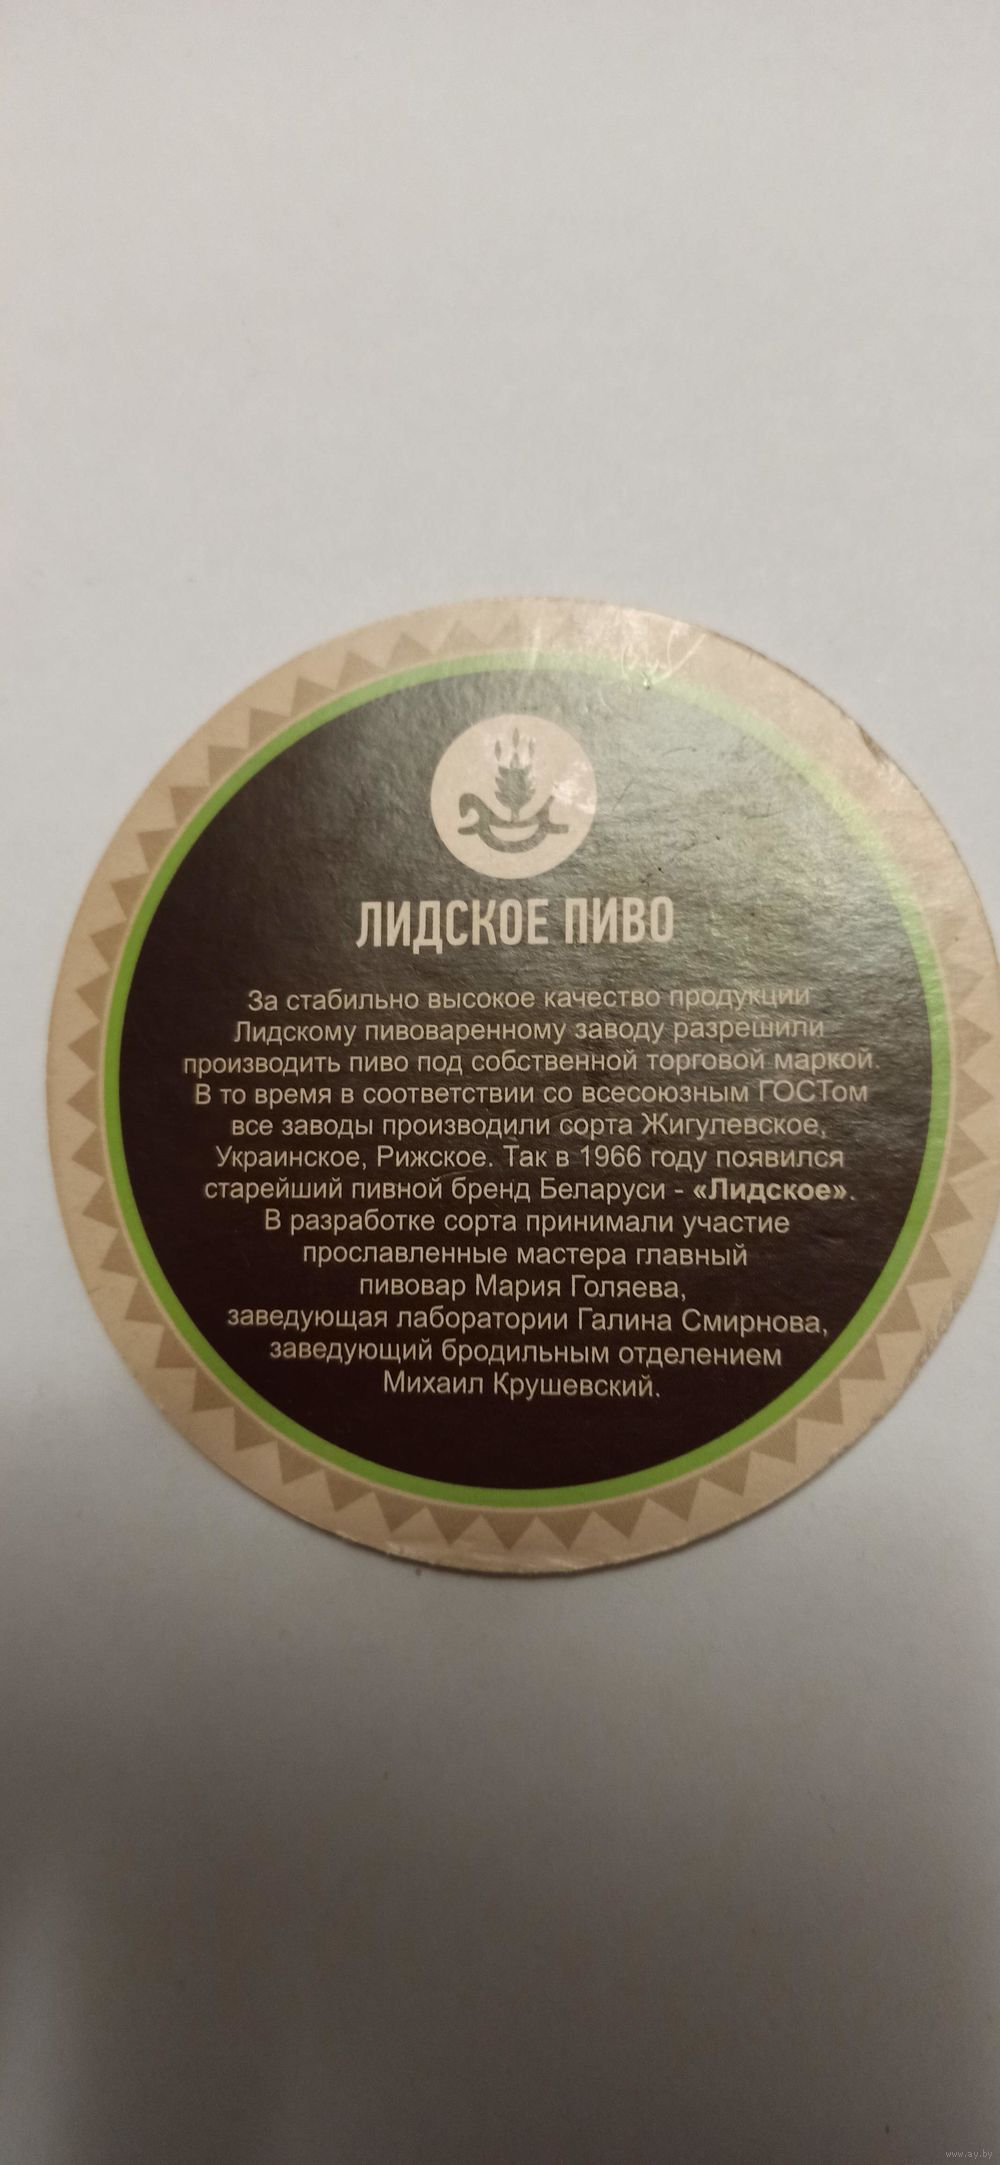 ЛИДСКОЕ ПИВО
За стабильно высокое качество продукции
Лидскому пивоваренному заводу разрешили
производить пиво под собственной торговой маркой.
В то время в соответствии со всесоюзным ГОСТом
все заводы производили сорта Жигулевское,
Украинское, Рижское. Так в 1966 году появился
старейший пивной бренд Беларуси - «Лидское».
В разработке сорта принимали участие
прославленные мастера главный
пивовар Мария Голяева,
заведующая лаборатории Галина Смирнова,
заведующий бродильным отделением
Михаил Крушевский.
www.ay.by